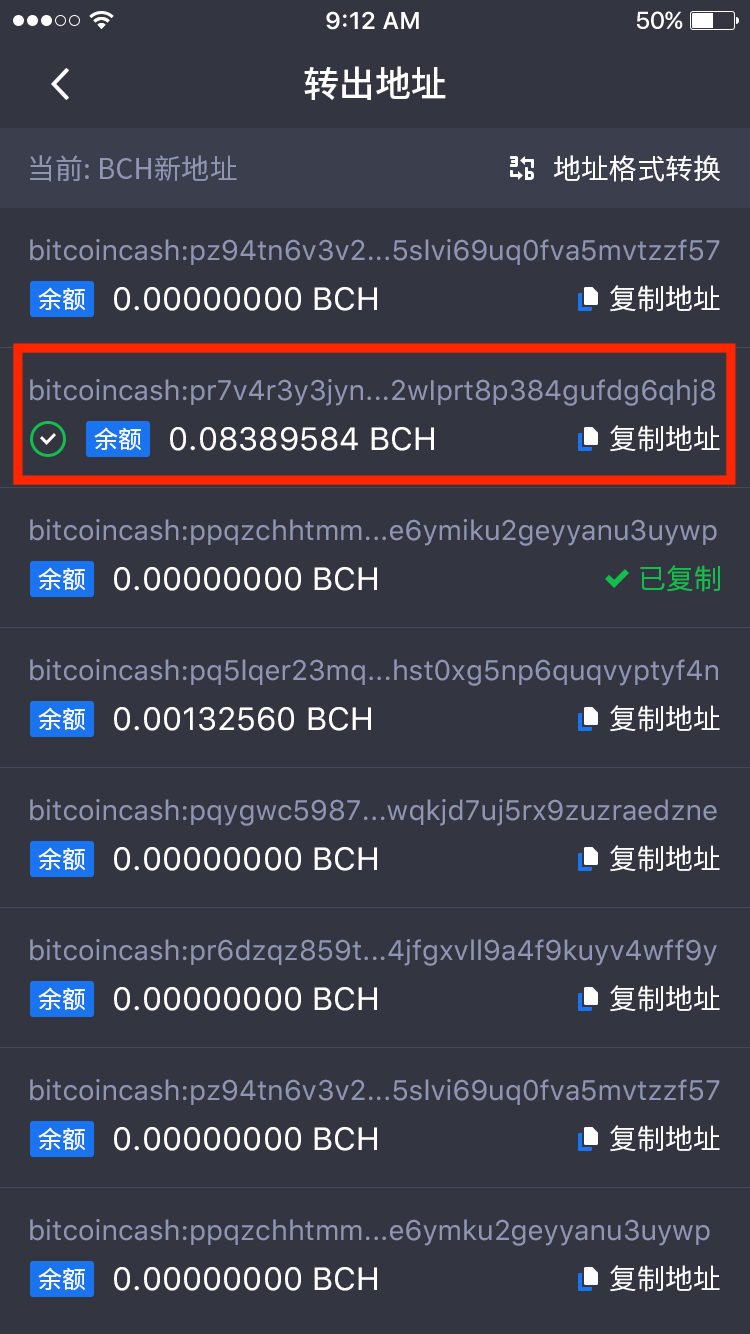 9:12 AM
50%
转出地址
当前: BCH新地址
地址格式转换
bitcoincash:pz94tn6v3v2...5slvi69uq0fva5mvtzzf57
余额 0.00000000 BCH 复制地址
bitcoincash:pr7v4r3y3jyn...2wlprt8p384gufdg6qhj8
余额 0.08389584 BCH 复制地址
bitcoincash:ppqzchhtmm...e6ymiku2geyyanu3uywp
余额 0.00000000 BCH 已复制
bitcoincash:pq5lqer23mq...hst0xg5np6quqvyptyf4n
余额 0.00132560 BCH 复制地址
bitcoincash:pqygwc5987...wqkjd7uj5rx9zuzraedzne
余额 0.00000000 BCH 复制地址
bitcoincash:pr6dzqz859t...4jfgxvll9a4f9kuyv4wff9y
余额 0.00000000 BCH 复制地址
bitcoincash:pz94tn6v3v2...5slvi69uq0fva5mvtzzf57
余额 0.00000000 BCH 复制地址
bitcoincash:ppqzchhtmm...e6ymku2geyyanu3uywp
余额 0.00000000 BCH 复制地址